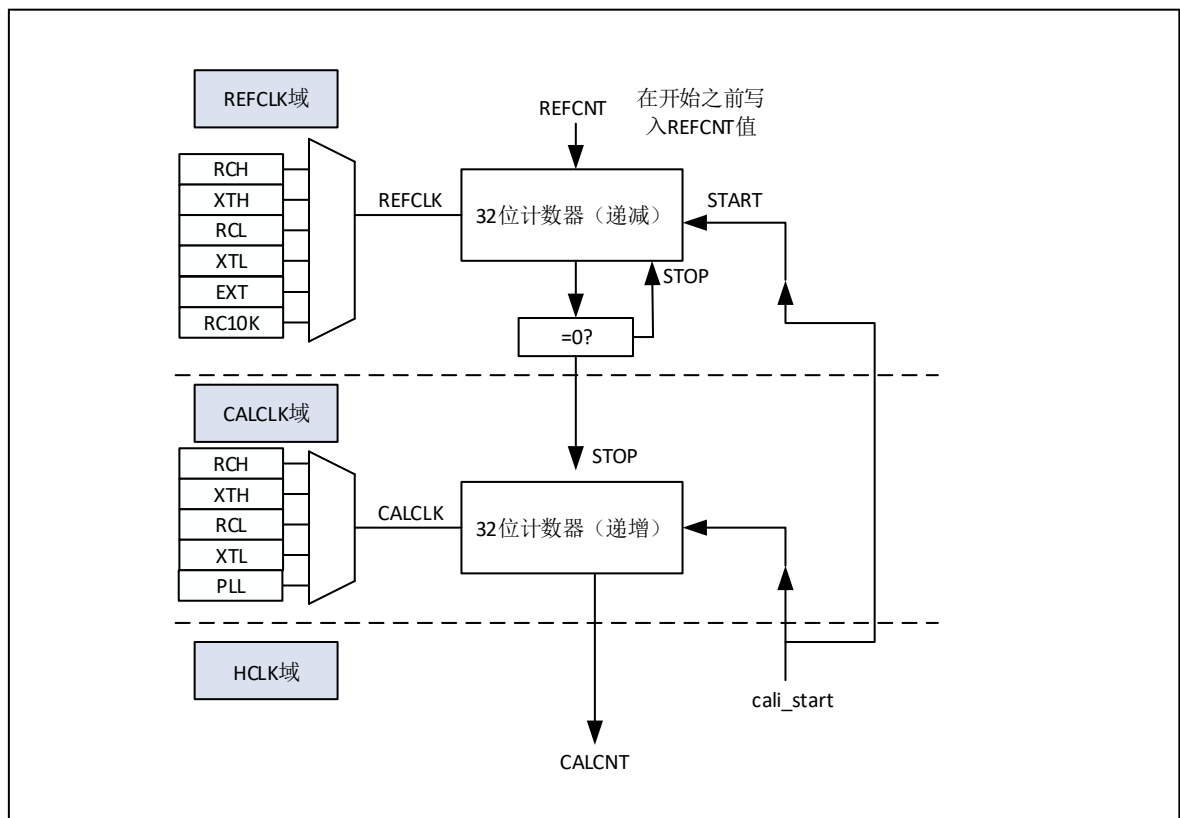 REFCLK域
REFCNT
在开始之前写
入REFCNT值
RCH
XTH
RCL
XTL
EXT
RC10K
REFCLK
32位计数器（递减）
START
STOP
=0?
CALCLK域
RCH
XTH
RCL
XTL
PLL
STOP
CALCLK
32位计数器（递增）
HCLK域
cali_start
CALCNT